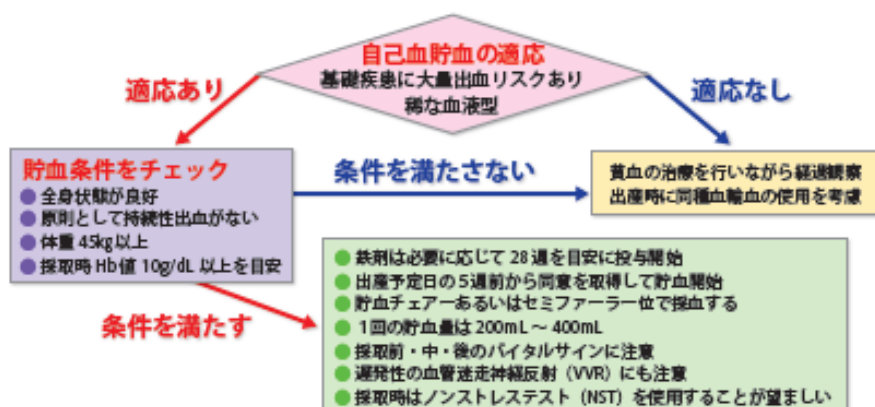 自己血貯血の適応
基礎疾患に大量出血リスクあり
稀な血液型
適応あり
適応なし
貯血条件をチェック
● 全身状態が良好
● 原則として持続性出血がない
● 体重 45kg以上
● 採取時 Hb 値 10g/dL 以上を目安
条件を満たさない
貧血の治療を行いながら経過観察
出産時に同種血輸血の使用を考慮
条件を満たす
● 鉄剤は必要に応じて 28 週を目安に投与開始
● 出産予定日の 5 週前から同意を取得して貯血開始
● 貯血チェアーあるいはセミファーラー位で採血する
● 1回の貯血量は 200mL ～ 400mL
● 採取前・中・後のバイタルサインに注意
● 遅発性の血管迷走神経反射（VVR）にも注意
● 採取時はノンストレステスト（NST）を使用することが望ましい